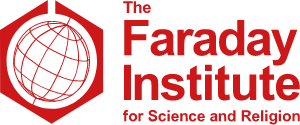 The
Faraday
Institute
for Science and Religion